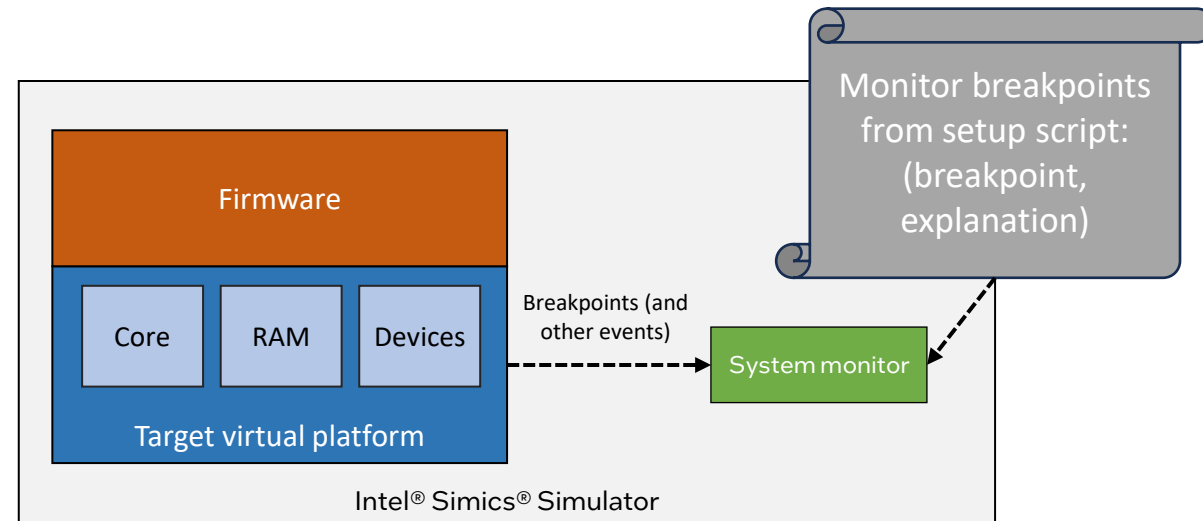 Monitor breakpoints
from setup script:
(breakpoint,
explanation)
Firmware
Core
RAM
Devices
Target virtual platform
Breakpoints (and
other events)
System monitor
Intel® Simics® Simulator